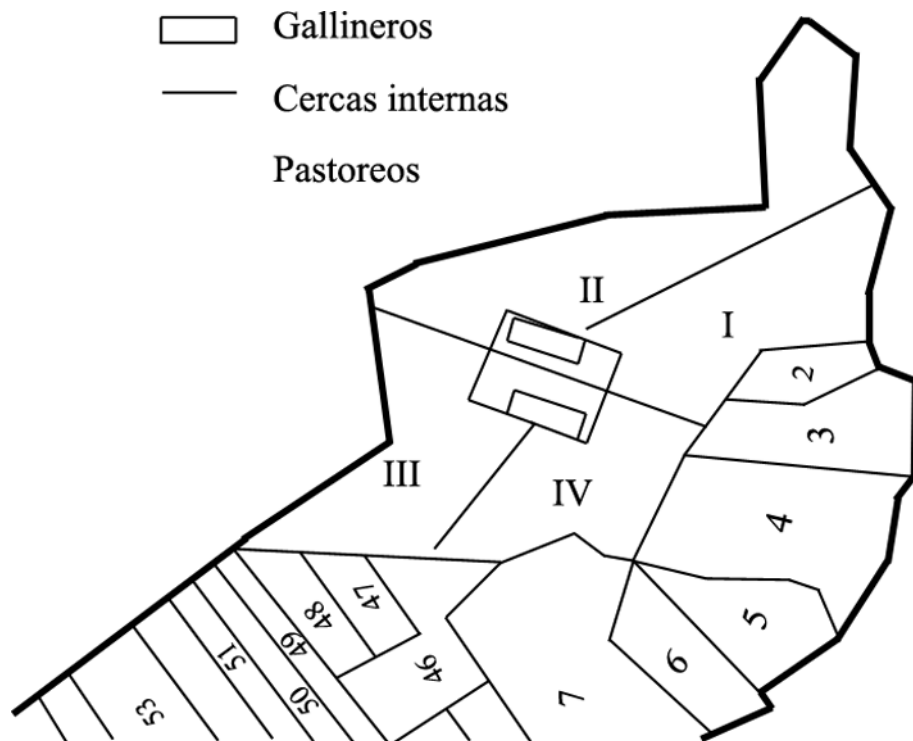 Gallineros
Cercas internas
Pastoreos
II
I
2
3
III
IV
4
47
48
5
49
51
46
6
50
7
53